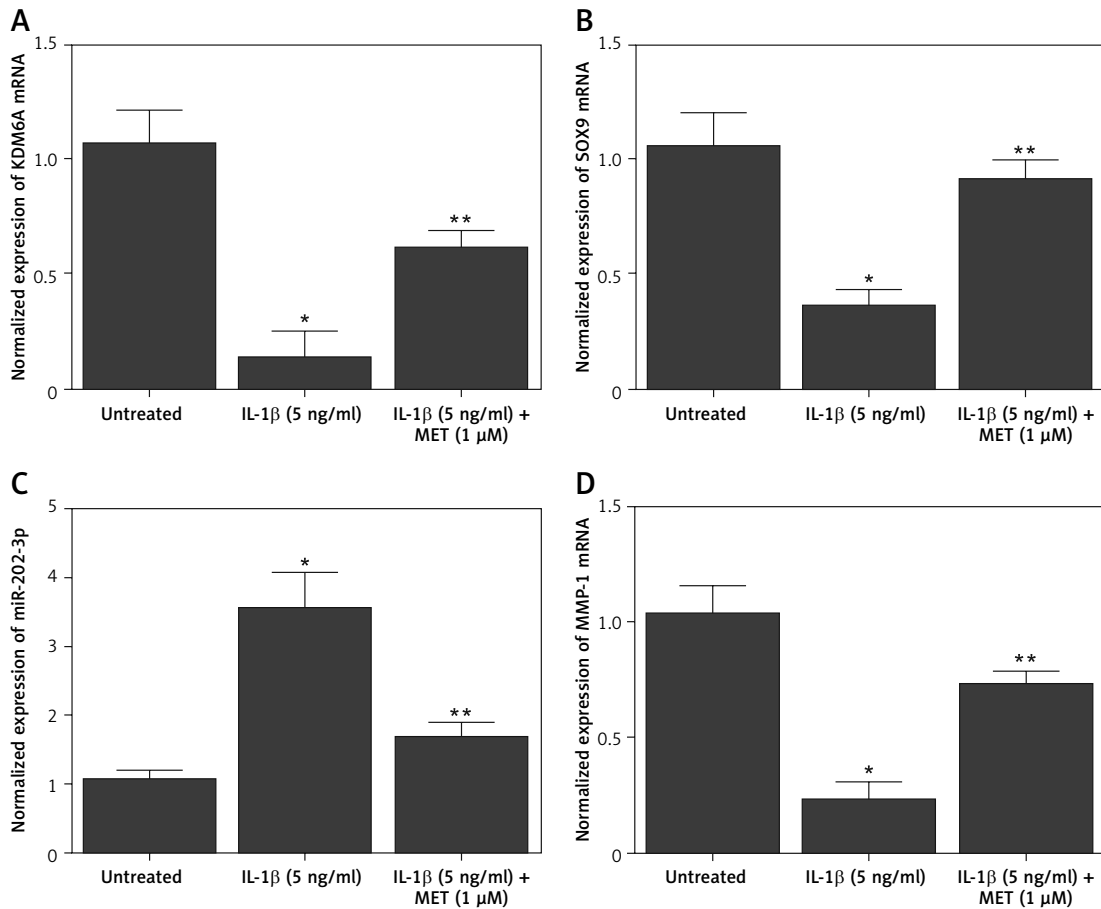 A
Normalized expression of KDM6A mRNA
1.5
1.0
0.5
0
*
**
Untreated
IL-1β (5 ng/ml)
IL-1β (5 ng/ml) +
MET (1 µM)
B
Normalized expression of SOX9 mRNA
1.5
1.0
0.5
0
*
**
Untreated
IL-1β (5 ng/ml)
IL-1β (5 ng/ml) +
MET (1 µM)
C
Normalized expression of miR-202-3p
5
4
3
2
1
0
*
**
Untreated
IL-1β (5 ng/ml)
IL-1β (5 ng/ml) +
MET (1 µM)
D
Normalized expression of MMP-1 mRNA
1.5
1.0
0.5
0
*
**
Untreated
IL-1β (5 ng/ml)
IL-1β (5 ng/ml) +
MET (1 µM)